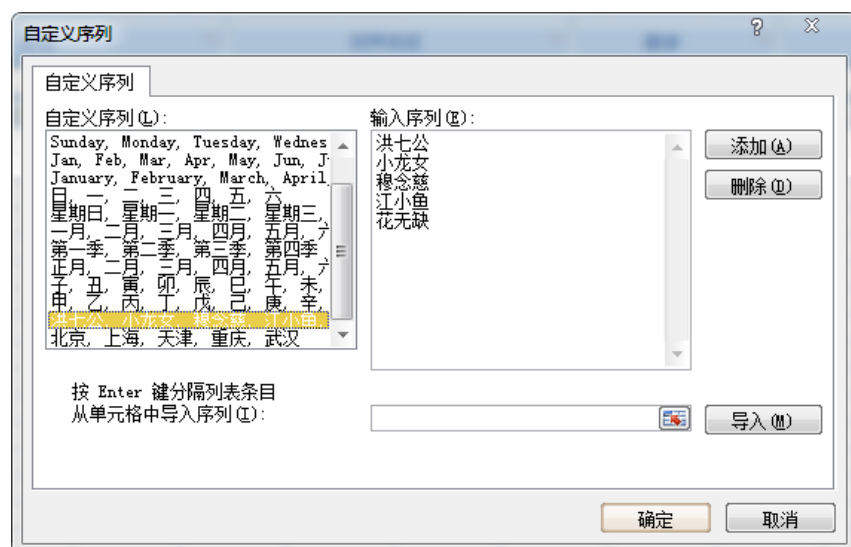 自定义序列
自定义序列
自定义序列(L):
Sunday, Monday, Tuesday, Wednes
Jan, Feb, Mar, Apr, May, Jun, J
January, February, March, April
日, 一, 二, 三, 四, 五, 六
星期日, 星期一, 星期二, 星期三,
一月, 二月, 三月, 四月, 五月, 六
第一季, 第二季, 第三季, 第四季
正月, 二月, 三月, 四月, 五月, 六
子, 丑, 寅, 卯, 辰, 巳, 午, 未,
甲, 乙, 丙, 丁, 戊, 己, 庚, 辛,
洪七公, 小龙女, 穆念慈, 江小鱼,
北京, 上海, 天津, 重庆, 武汉
输入序列(E):
洪七公
小龙女
穆念慈
江小鱼
花无缺
添加(A)
删除(D)
按 Enter 键分隔列表条目
从单元格中导入序列(I):
导入(M)
确定
取消